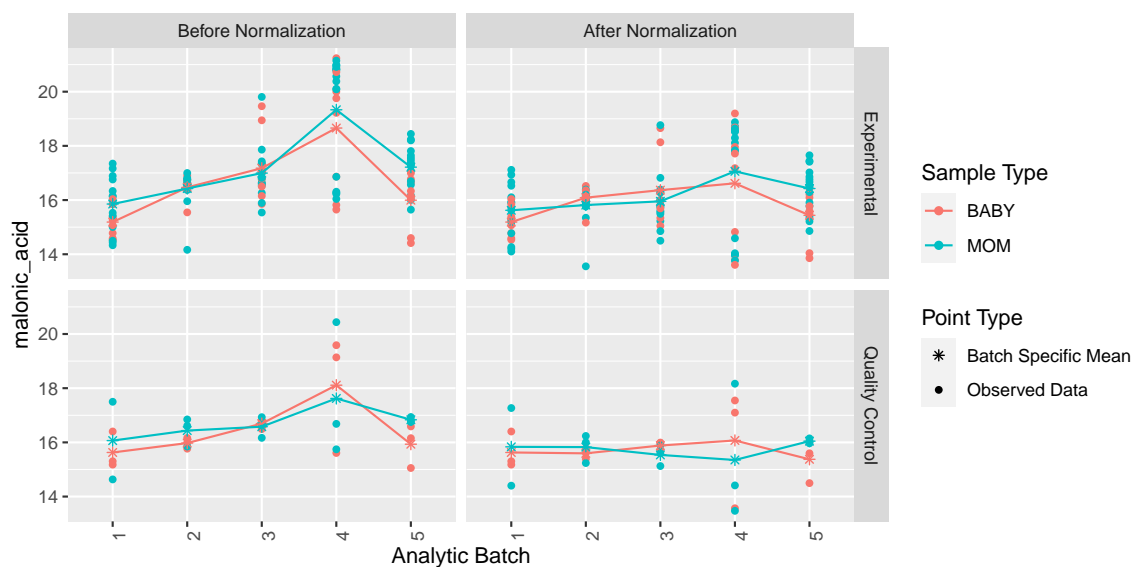 Before Normalization
After Normalization
20
18
16
14
Experimental
20
18
16
14
Quality Control
malonic_acid
1
2
3
4
5
1
2
3
4
5
Analytic Batch
Sample Type
BABY
MOM
Point Type
Batch Specific Mean
Observed Data